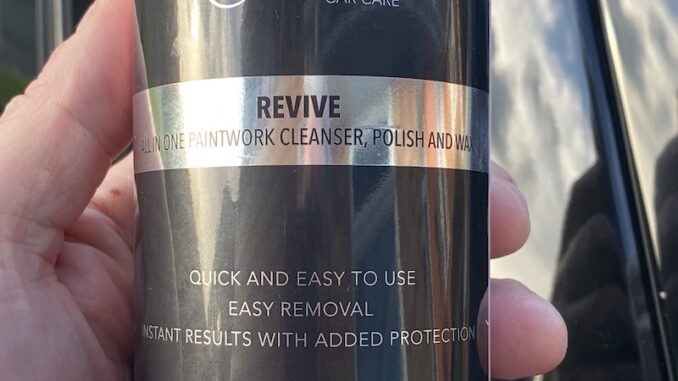 CAR CARE
REVIVE
ALL IN ONE PAINTWORK CLEANSER, POLISH AND WAX
QUICK AND EASY TO USE
EASY REMOVAL
INSTANT RESULTS WITH ADDED PROTECTION